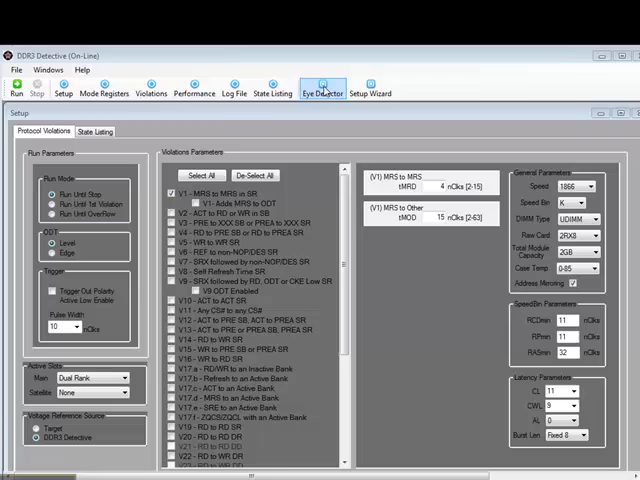 DDR3 Detective (On-Line)
File Windows Help
Run Stop Setup Mode Registers Violations Performance Log File State Listing Eye Detector Setup Wizard
Setup
Protocol Violations State Listing
Run Parameters
Run Mode
Run Until Stop
Run Until 1st Violation
Run Until Overflow
ODT
Level
Edge
Trigger
Trigger Out Polarity
Active Low Enable
Pulse Width
10 nClks
Active Slots
Main Dual Rank
Satellite None
Voltage Reference Source
Target
DDR3 Detective
Violations Parameters
Select All De-Select All
V1 - MRS to MRS in SR
V1- Adds MRS to ODT
V2 - ACT to RD or WR in SB
V3 - PRE to XXX SB or PREA to XXX SR
V4 - RD to PRE SB or RD to PREA SR
V5 - WR to WR SR
V6 - REF to non-NOP/DES SR
V7 - SRX followed by non-NOP/DES SR
V8 - Self Refresh Time SR
V9 - SRX followed by RD, ODT or CKE Low SR
V9 ODT Enabled
V10 - ACT to ACT SR
V11 - Any CS# to any CS#
V12 - ACT to PRE SB, ACT to PREA SR
V13 - ACT to PRE or PREA SB or SR
V14 - RD to WR SR
V15 - WR to PRE SB or PREA SR
V16 - WR to RD SR
V17.a - RD/WR to an Inactive Bank
V17.b - Refresh to an Active Bank
V17.c - ACT to an Active Bank
V17.d - MRS to an Active Bank
V17.e - SRE to an Active Bank
V17.f - ZQCS/ZQCL with an Active Bank
V19 - RD to RD SR
V20 - RD to RD DR
V21 - RD to RD DD
V22 - RD to WR DR
V23 - RD to WR DD
(V1) MRS to MRS
tMRD 4 nClks [2-15]
(V1) MRS to Other
tMOD 15 nClks [2-63]
General Parameters
Speed 1866
Speed Bin K
DIMM Type UDIMM
Raw Card 2RX8
Total Module
Capacity 2GB
Case Temp 0-85
Address Mirroring
SpeedBin Parameters
RCDmin 11 nClks
RPmin 11 nClks
RASmin 32 nClks
Latency Parameters
CL 11
CWL 9
AL 0
Burst Len Fixed 8